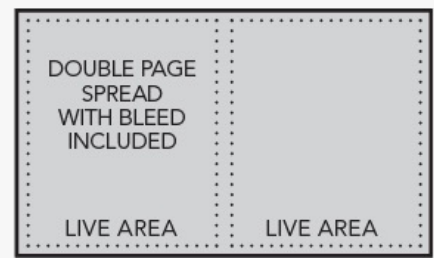 DOUBLE PAGE
SPREAD
WITH BLEED
INCLUDED
LIVE AREA
LIVE AREA